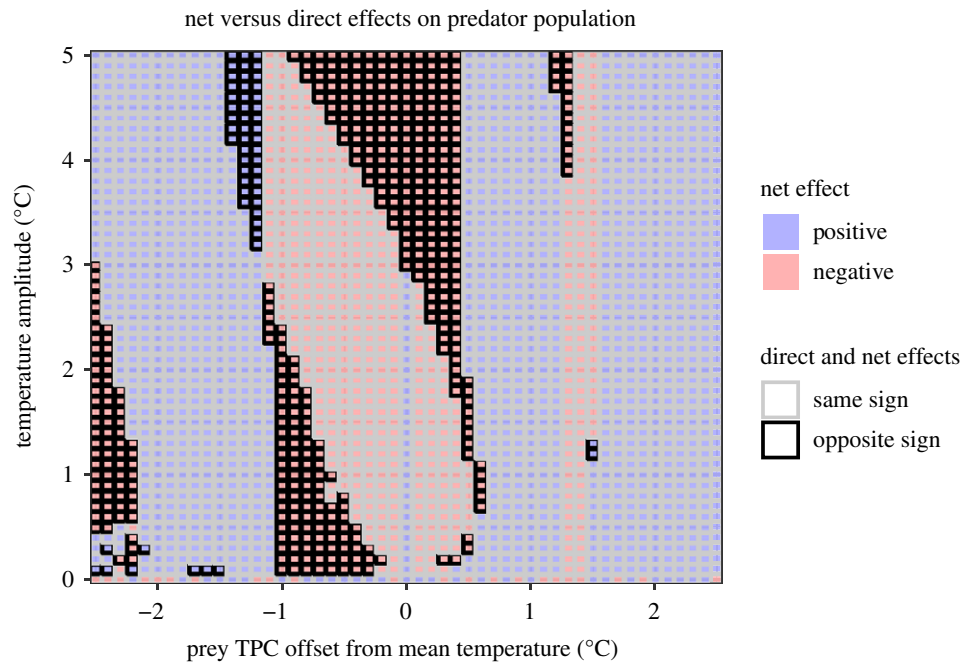 net versus direct effects on predator population
5
4
3
2
1
0
temperature amplitude (°C)
−2
−1
0
1
2
prey TPC offset from mean temperature (°C)
net effect
positive
negative
direct and net effects
same sign
opposite sign